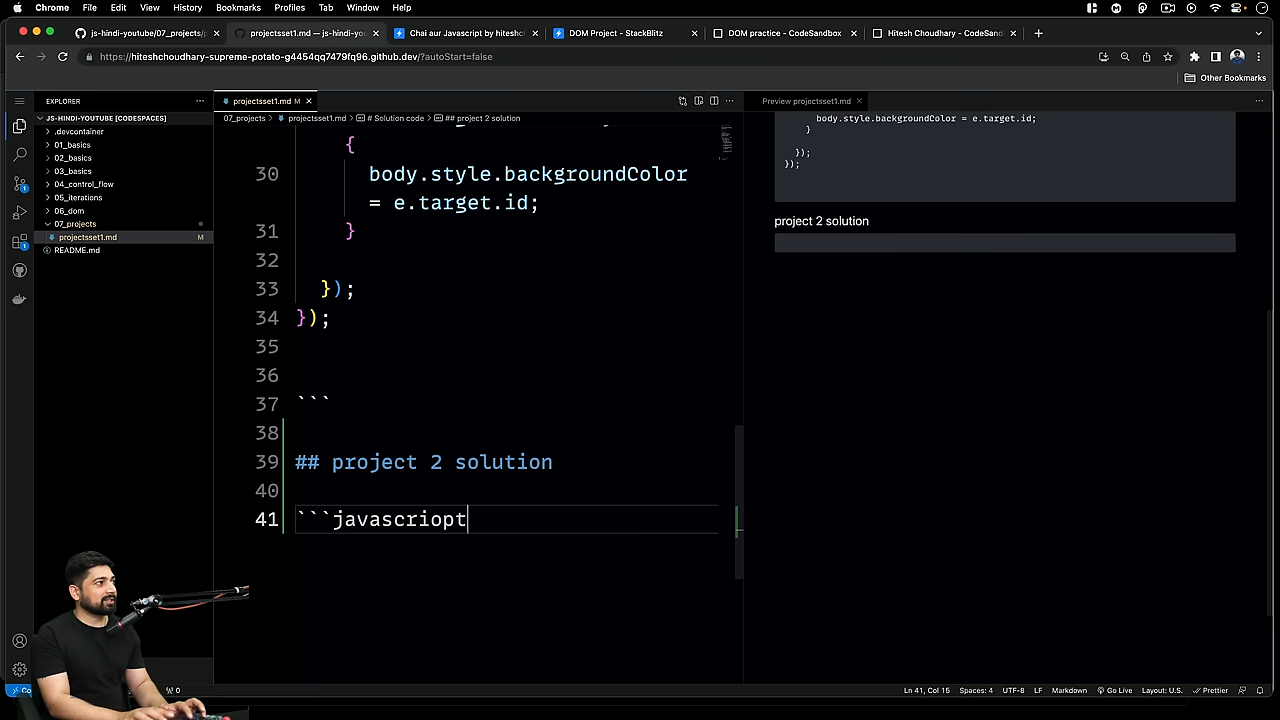 Chrome File Edit View History Bookmarks Profiles Tab Window Help
js-hindi-youtube/07_projects/p
projectsset1.md — js-hindi-you
Chai aur Javascript by hiteshch
DOM Project - StackBlitz
DOM practice - CodeSandbox
Hitesh Choudhary - CodeSand
https://hiteshchoudhary-supreme-potato-g4454qq7479fq96.github.dev/?autoStart=false
Other Bookmarks
EXPLORER
projectsset1.md M
Preview projectsset1.md
JS-HINDI-YOUTUBE [CODESPACES]
07_projects > projectsset1.md > # Solution code > ## project 2 solution
.devcontainer
01_basics
02_basics
03_basics
04_control_flow
05_iterations
06_dom
07_projects
projectsset1.md M
README.md
{
30 body.style.backgroundColor
= e.target.id;
31 }
32
33 });
34 });
35
36
37 ```
38
39 ## project 2 solution
40
41 ```javascriopt
body.style.backgroundColor = e.target.id;
}
});
});
project 2 solution
0
Ln 41, Col 15 Spaces: 4 UTF-8 LF Markdown Go Live Layout: U.S. Prettier